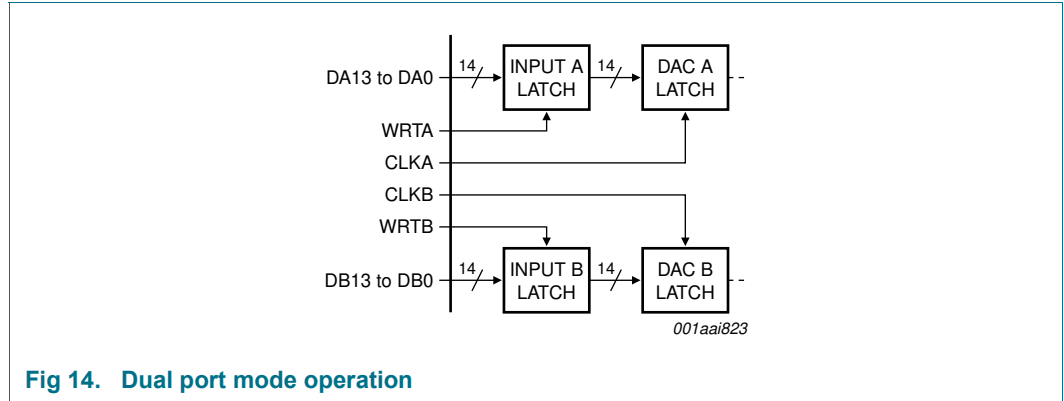 DA13 to DA0
14
INPUT A
LATCH
14
DAC A
LATCH
WRTA
CLKA
CLKB
WRTB
DB13 to DB0
14
INPUT B
LATCH
14
DAC B
LATCH
001aai823
Fig 14. Dual port mode operation